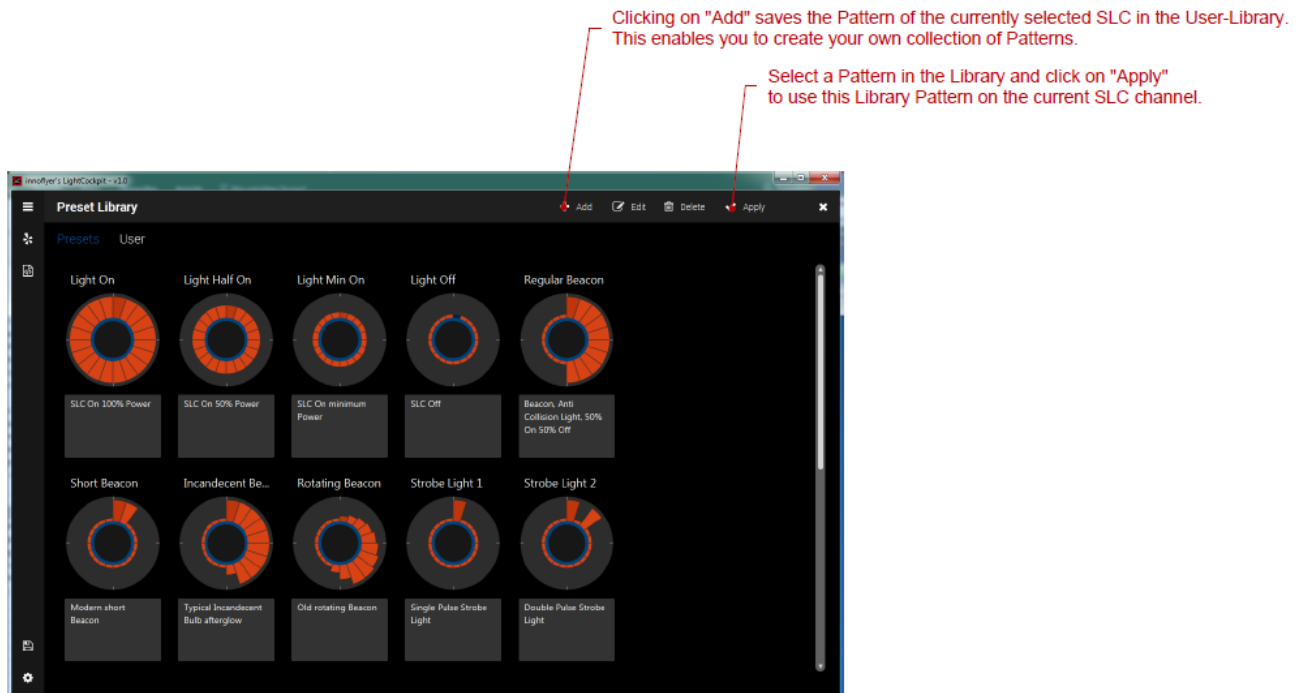 Clicking on "Add" saves the Pattern of the currently selected SLC in the User-Library.
This enables you to create your own collection of Patterns.
Select a Pattern in the Library and click on "Apply"
to use this Library Pattern on the current SLC channel.
innoflyer's LightCockpit - v1.0
Preset Library
Add Edit Delete Apply
Presets User
Light On Light Half On Light Min On Light Off Regular Beacon
SLC On 100% Power SLC On 50% Power SLC On minimum SLC Off Beacon, Anti
Power Collision Light, 50%
On 50% Off
Short Beacon Incandecent Be... Rotating Beacon Strobe Light 1 Strobe Light 2
Modern short Typical Incandecent Old rotating Beacon Single Pulse Strobe Double Pulse Strobe
Beacon Bulb afterglow Light Light